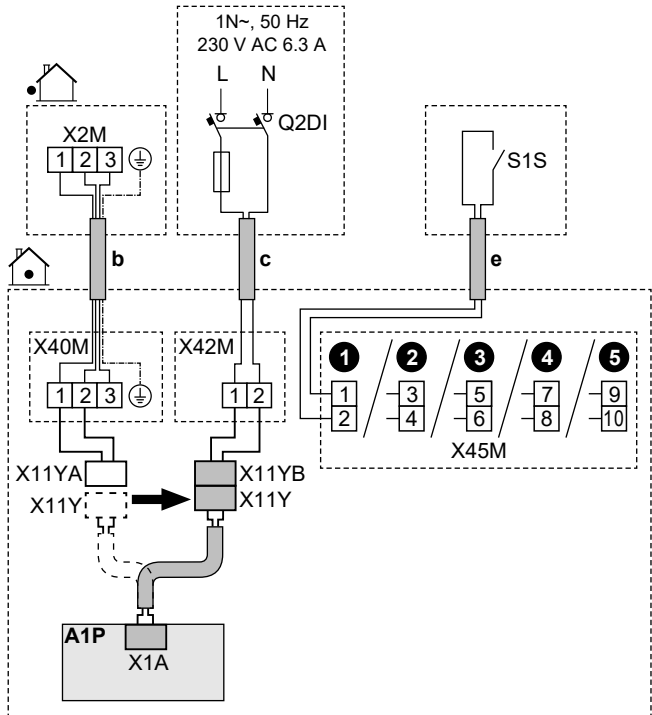 1N~, 50 Hz
230 V AC 6.3 A
L N
Q2DI
X2M
1 2 3
S1S
b
c
e
X40M
1 2 3
X42M
1 2
1 2 3 4 5
1 3 5 7 9
2 4 6 8 10
X45M
X11YA
X11YB
X11Y
X11Y
A1P
X1A